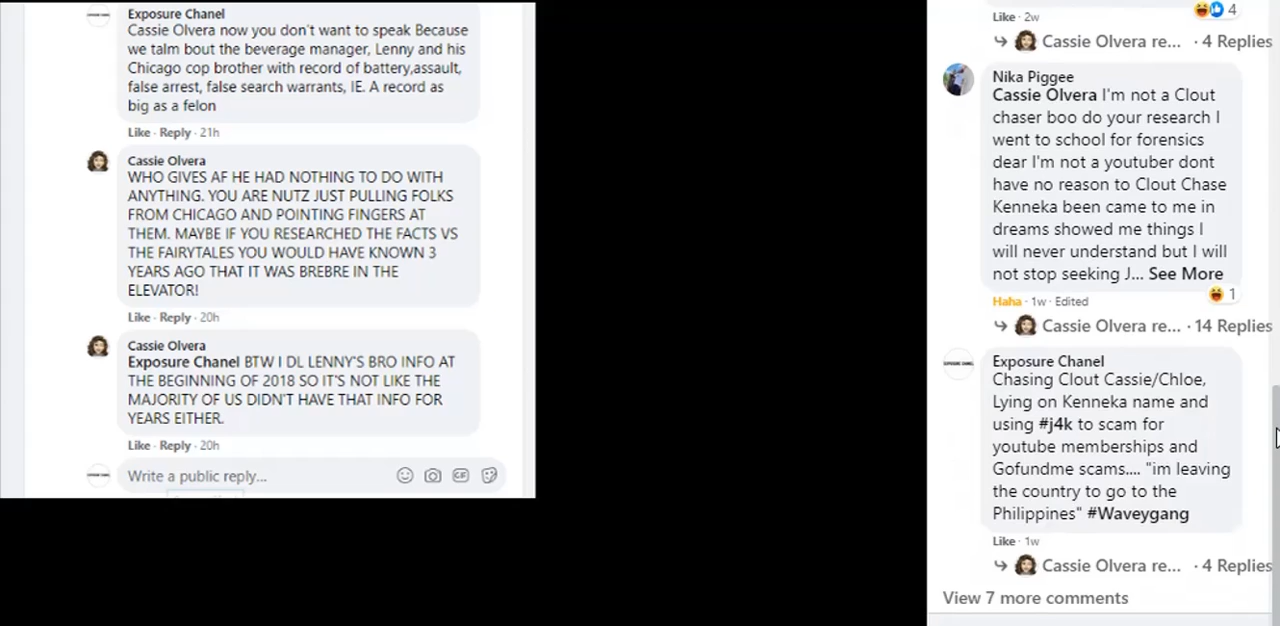 Exposure Chanel
Cassie Olvera now you don't want to speak Because
we talm bout the beverage manager, Lenny and his
Chicago cop brother with record of battery,assault,
false arrest, false search warrants, IE. A record as
big as a felon
Like · Reply · 21h
Cassie Olvera
WHO GIVES AF HE HAD NOTHING TO DO WITH
ANYTHING. YOU ARE NUTZ JUST PULLING FOLKS
FROM CHICAGO AND POINTING FINGERS AT
THEM. MAYBE IF YOU RESEARCHED THE FACTS VS
THE FAIRYTALES YOU WOULD HAVE KNOWN 3
YEARS AGO THAT IT WAS BREBRE IN THE
ELEVATOR!
Like · Reply · 20h
Cassie Olvera
Exposure Chanel BTW I DL LENNY'S BRO INFO AT
THE BEGINNING OF 2018 SO IT'S NOT LIKE THE
MAJORITY OF US DIDN'T HAVE THAT INFO FOR
YEARS EITHER.
Like · Reply · 20h
Write a public reply...
GIF
Like · 2w
4
Cassie Olvera re... · 4 Replies
Nika Piggee
Cassie Olvera I'm not a Clout
chaser boo do your research I
went to school for forensics
dear I'm not a youtuber dont
have no reason to Clout Chase
Kenneka been came to me in
dreams showed me things I
will never understand but I will
not stop seeking J... See More
1
Haha · 1w · Edited
Cassie Olvera re... · 14 Replies
Exposure Chanel
Chasing Clout Cassie/Chloe,
Lying on Kenneka name and
using #j4k to scam for
youtube memberships and
Gofundme scams.... "im leaving
the country to go to the
Philippines" #Waveygang
Like · 1w
Cassie Olvera re... · 4 Replies
View 7 more comments